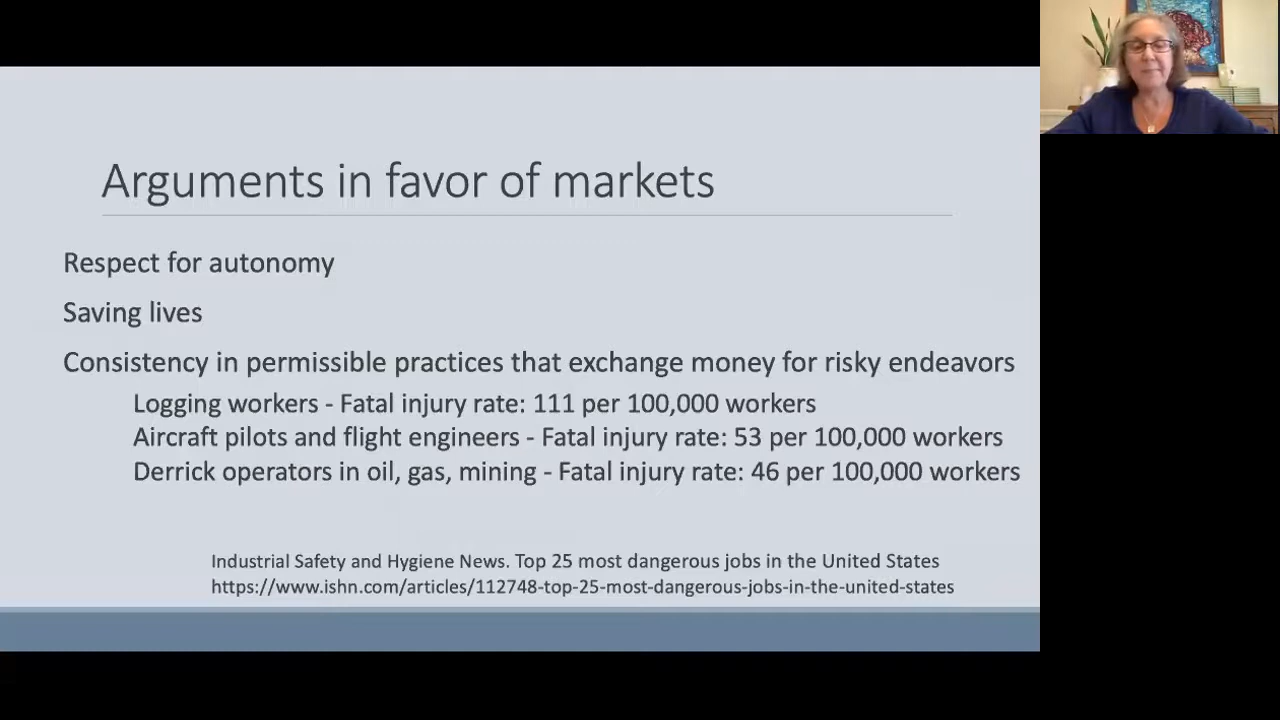 Arguments in favor of markets
Respect for autonomy
Saving lives
Consistency in permissible practices that exchange money for risky endeavors
Logging workers - Fatal injury rate: 111 per 100,000 workers
Aircraft pilots and flight engineers - Fatal injury rate: 53 per 100,000 workers
Derrick operators in oil, gas, mining - Fatal injury rate: 46 per 100,000 workers
Industrial Safety and Hygiene News. Top 25 most dangerous jobs in the United States
https://www.ishn.com/articles/112748-top-25-most-dangerous-jobs-in-the-united-states